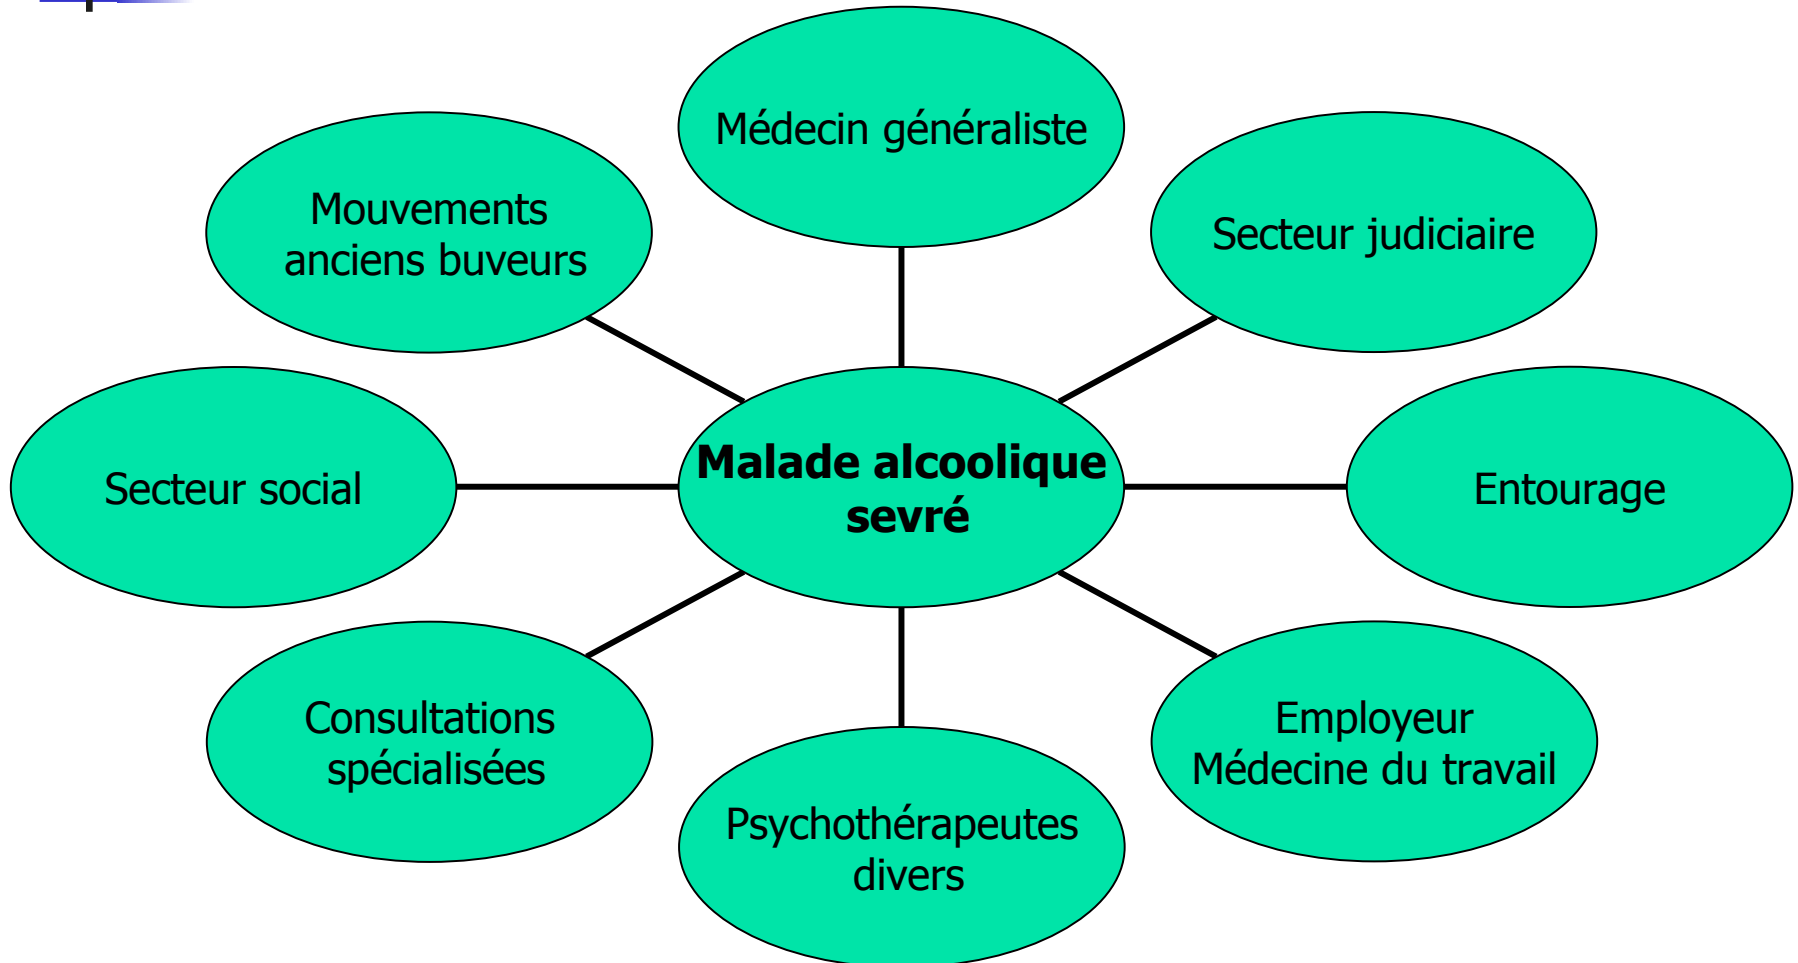 Médecin généraliste
Mouvements
anciens buveurs
Secteur judiciaire
Malade alcoolique
sevré
Secteur social
Entourage
Consultations
spécialisées
Employeur
Médecine du travail
Psychothérapeutes
divers